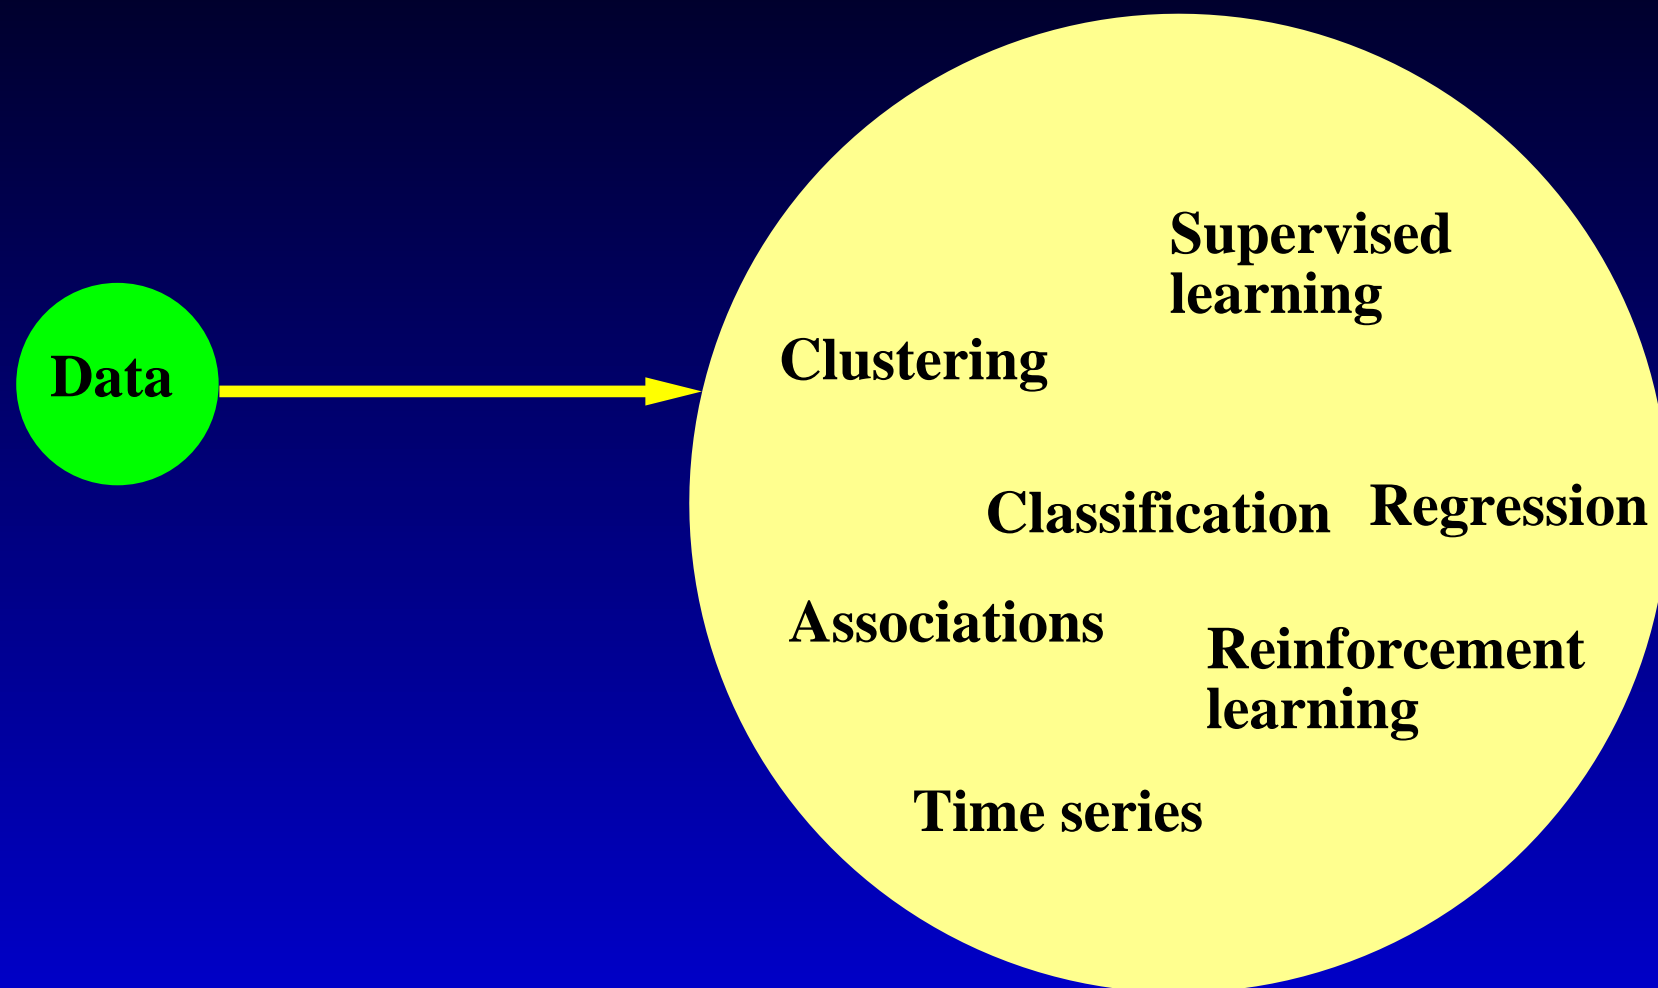 Data
Supervised
learning
Clustering
Classification
Regression
Associations
Reinforcement
learning
Time series